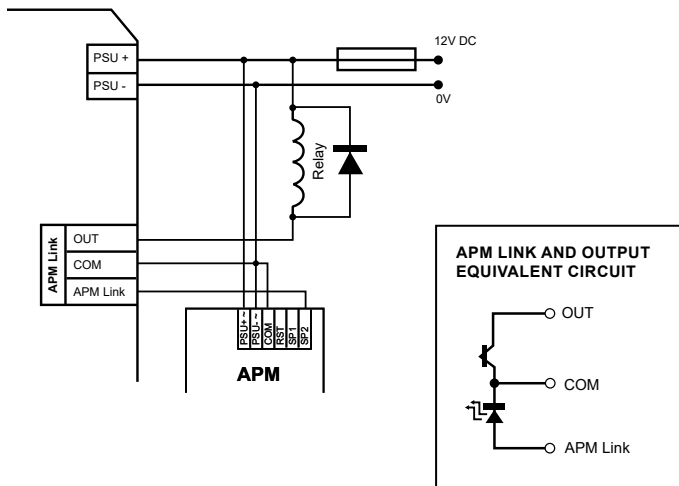 12V DC
PSU +
PSU -
0V
Relay
APM Link
OUT
COM
APM Link
PSU+ ~
PSU- ~
COM
RST
SP1
SP2
APM
APM LINK AND OUTPUT
EQUIVALENT CIRCUIT
OUT
COM
APM Link